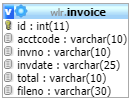 wlr.invoice
id : int(11)
acctcode : varchar(10)
invno : varchar(10)
invdate : varchar(25)
total : varchar(10)
fileno : varchar(30)